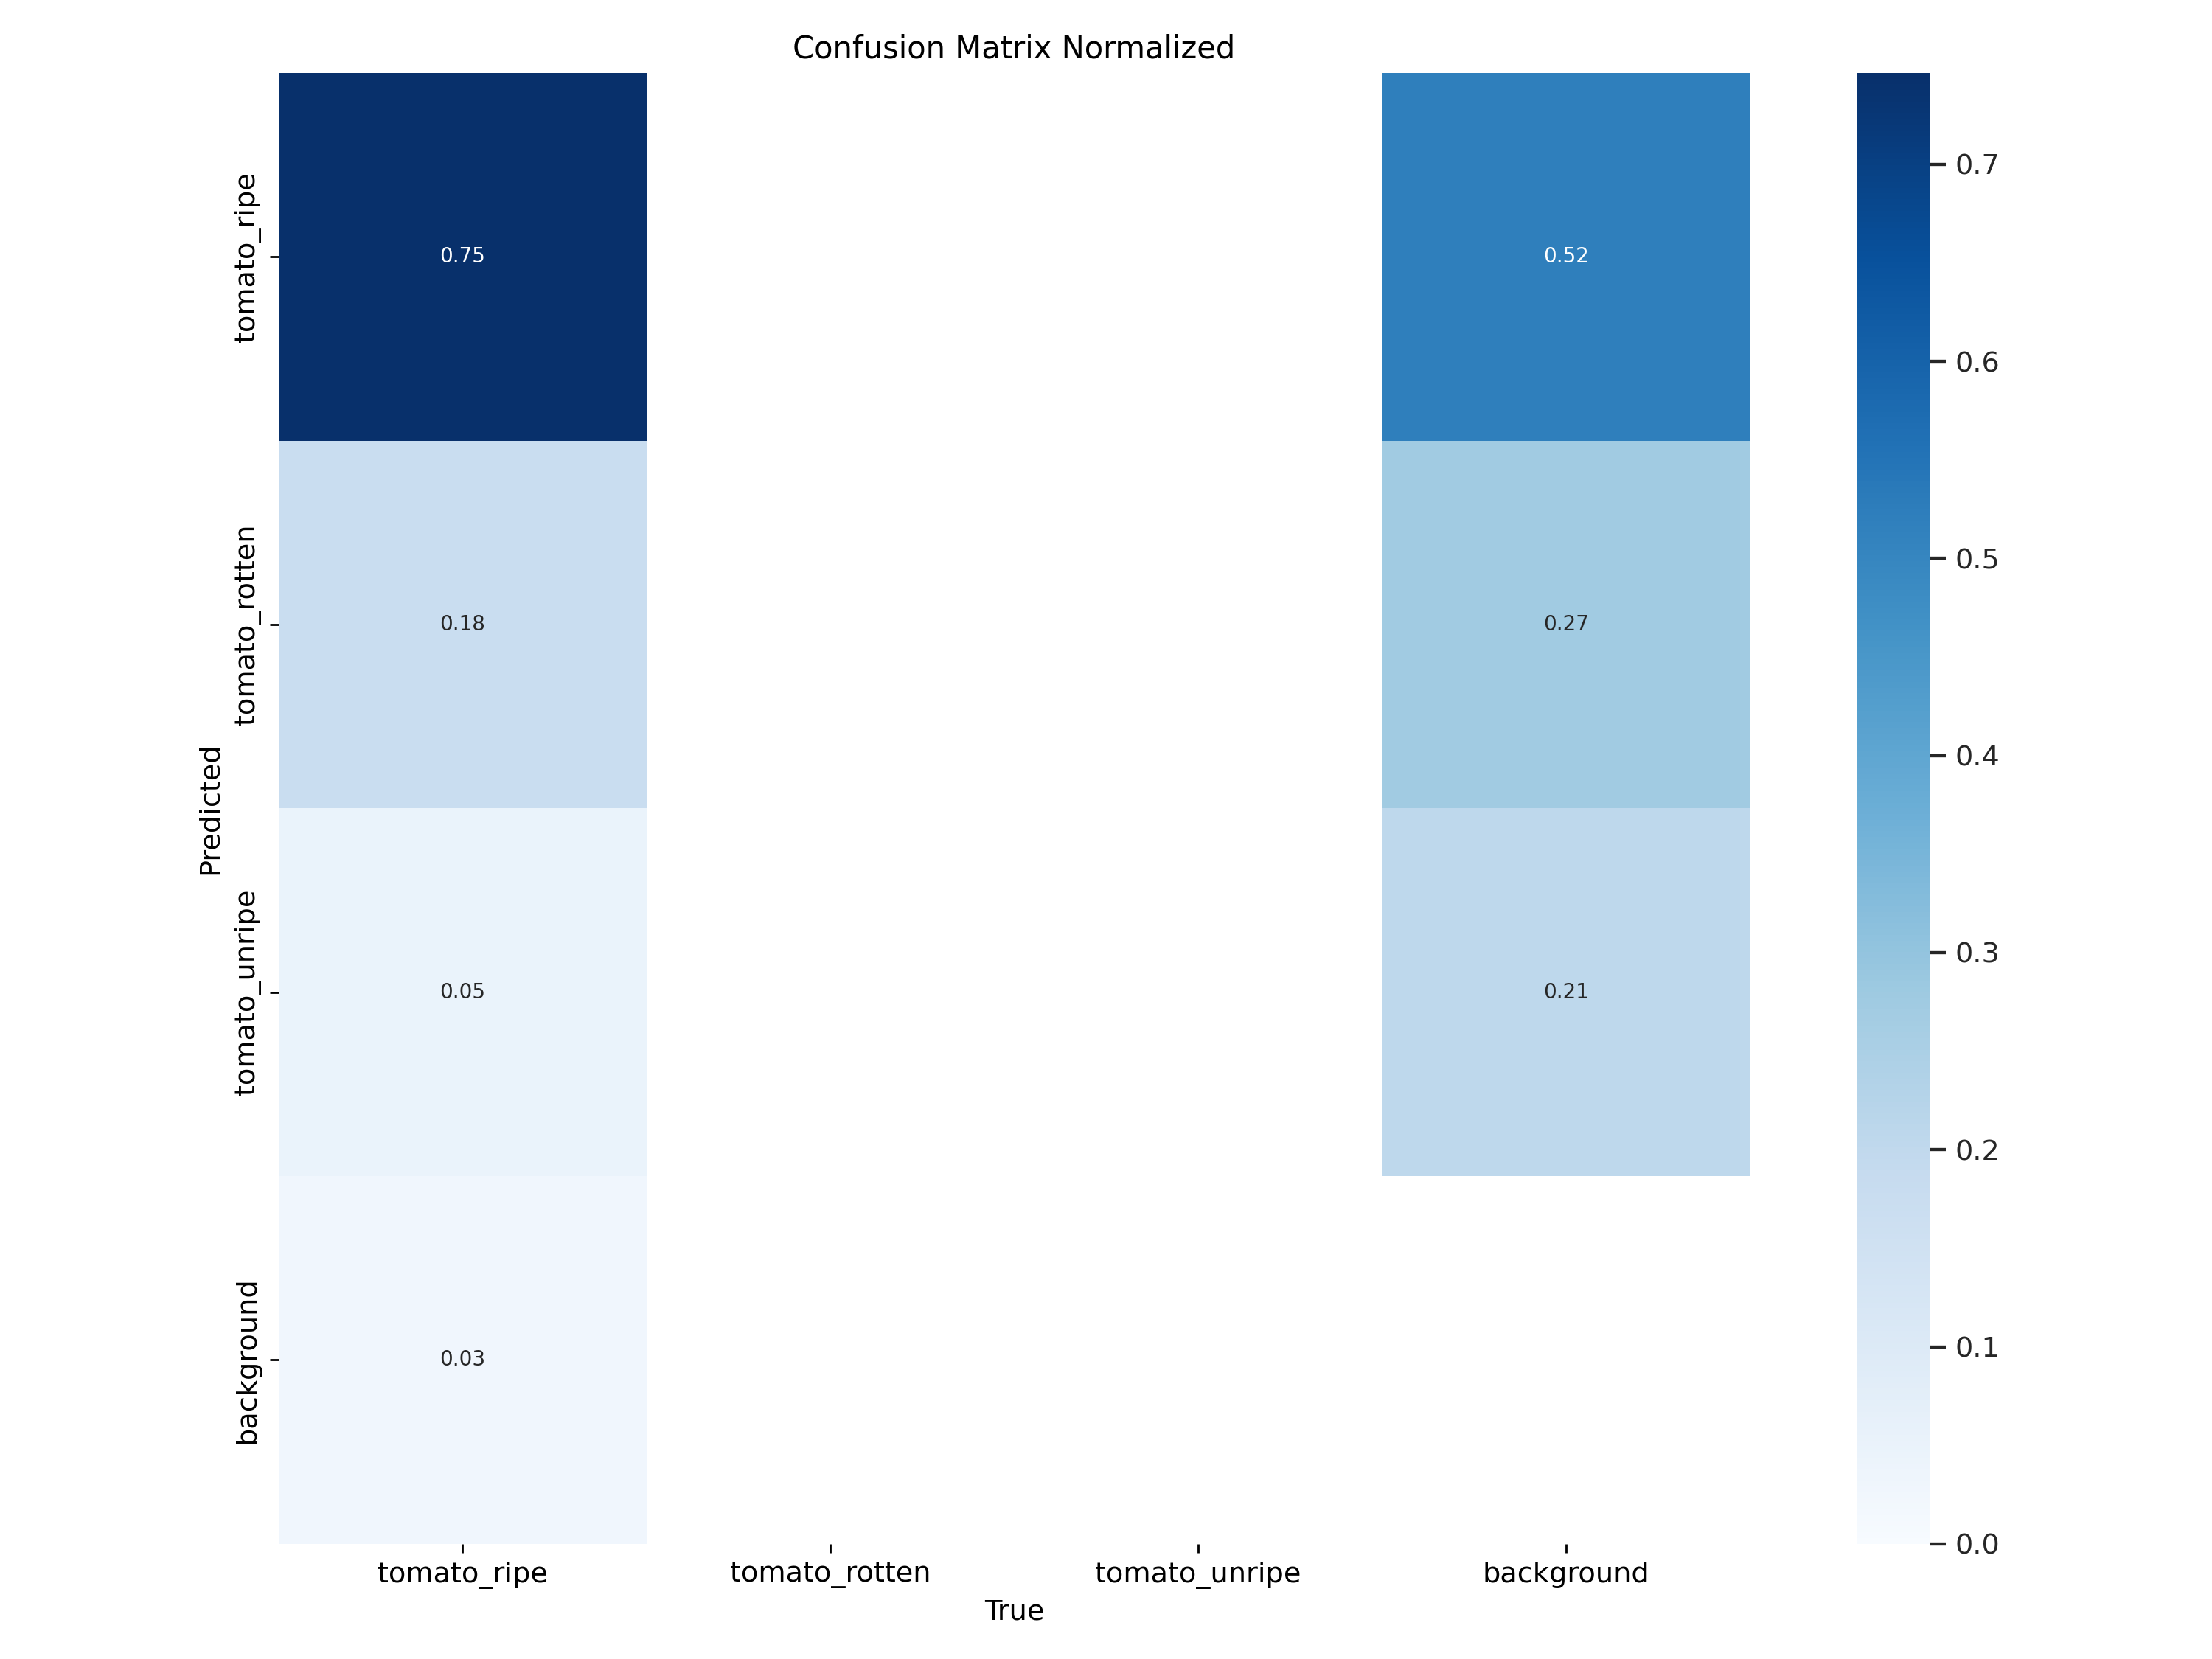 Confusion Matrix Normalized
tomato_ripe
0.75
0.52
tomato_rotten
0.18
0.27
tomato_unripe
0.05
0.21
background
0.03
Predicted
tomato_ripe
tomato_rotten
tomato_unripe
background
True
0.7
0.6
0.5
0.4
0.3
0.2
0.1
0.0